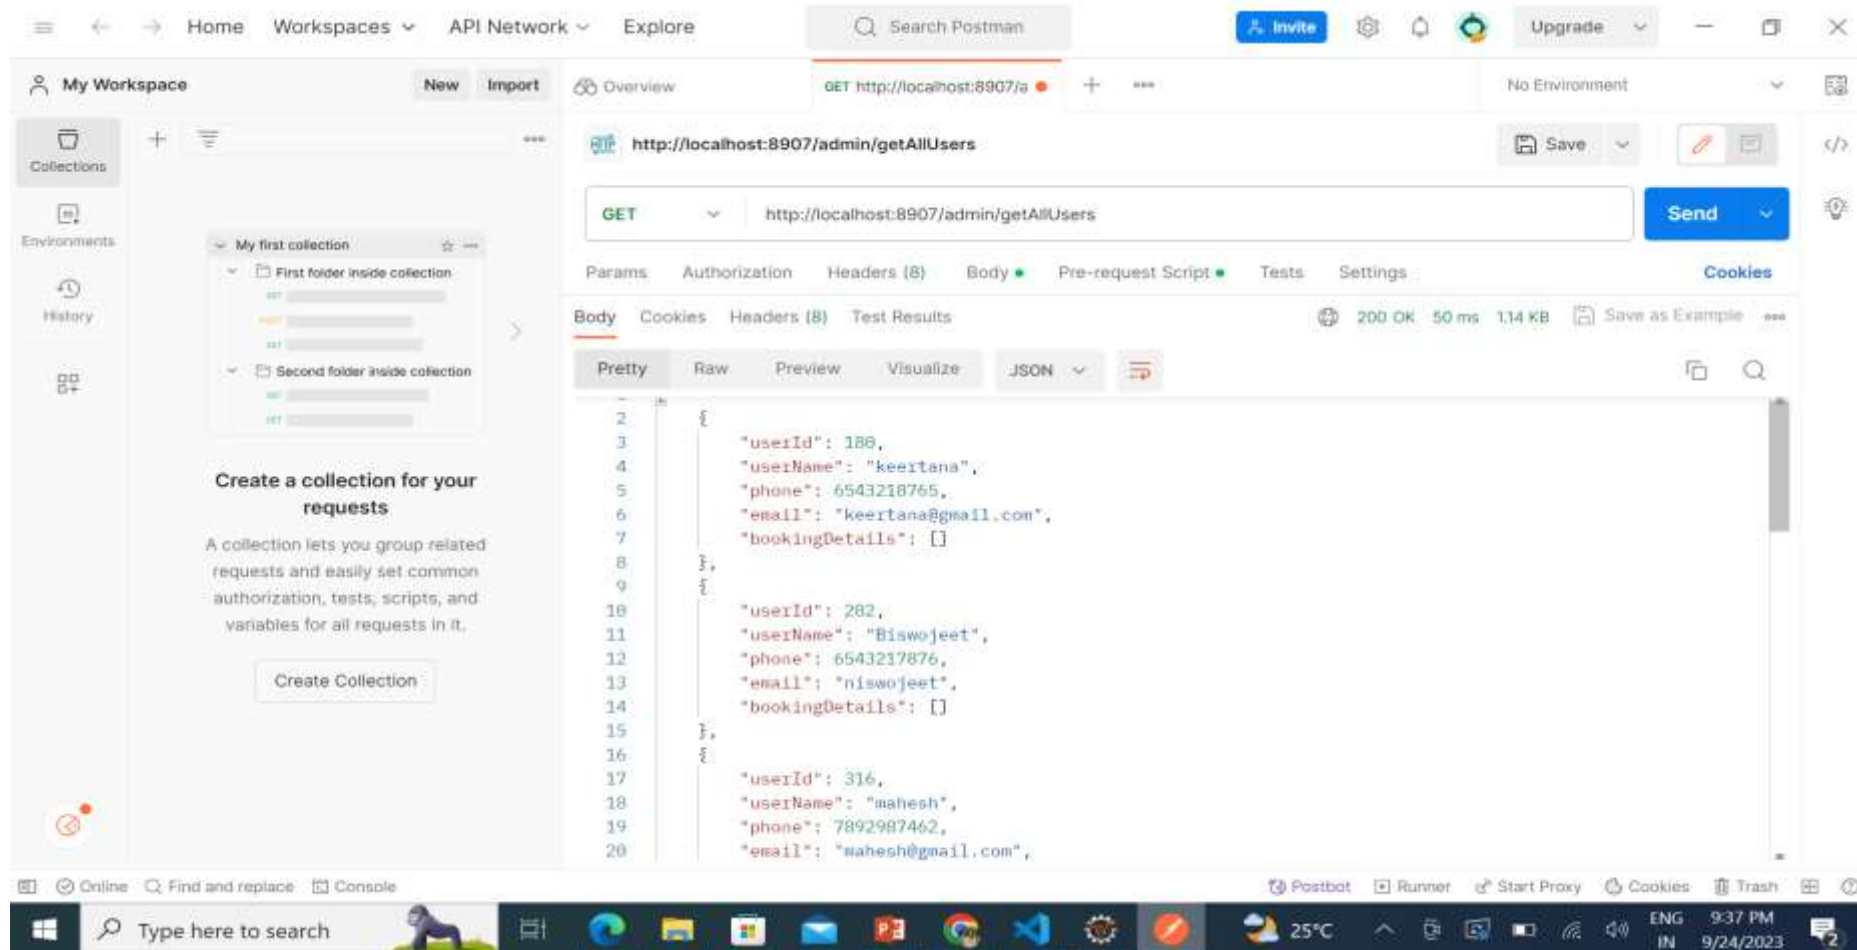 Home Workspaces API Network Explore Search Postman Invite Upgrade
My Workspace New Import Overview GET http://localhost:8907/a No Environment
Collections
Environments
History
My first collection
First folder inside collection
Second folder inside collection
Create a collection for your
requests
A collection lets you group related
requests and easily set common
authorization, tests, scripts, and
variables for all requests in it.
Create Collection
http://localhost:8907/admin/getAllUsers Save
GET http://localhost:8907/admin/getAllUsers Send
Params Authorization Headers (8) Body Pre-request Script Tests Settings Cookies
Body Cookies Headers (8) Test Results 200 OK 50 ms 1.14 KB Save as Example
Pretty Raw Preview Visualize JSON
2 {
3 "userId": 180,
4 "userName": "keertana",
5 "phone": 6543218765,
6 "email": "keertana@gmail.com",
7 "bookingDetails": []
8 },
9 {
10 "userId": 282,
11 "userName": "Biswojeet",
12 "phone": 6543217876,
13 "email": "niswojeet",
14 "bookingDetails": []
15 },
16 {
17 "userId": 316,
18 "userName": "mahesh",
19 "phone": 7892987462,
20 "email": "mahesh@gmail.com",
Online Find and replace Console Postbot Runner Start Proxy Cookies Trash
Type here to search 25°C ENG 9:37 PM
IN 9/24/2023